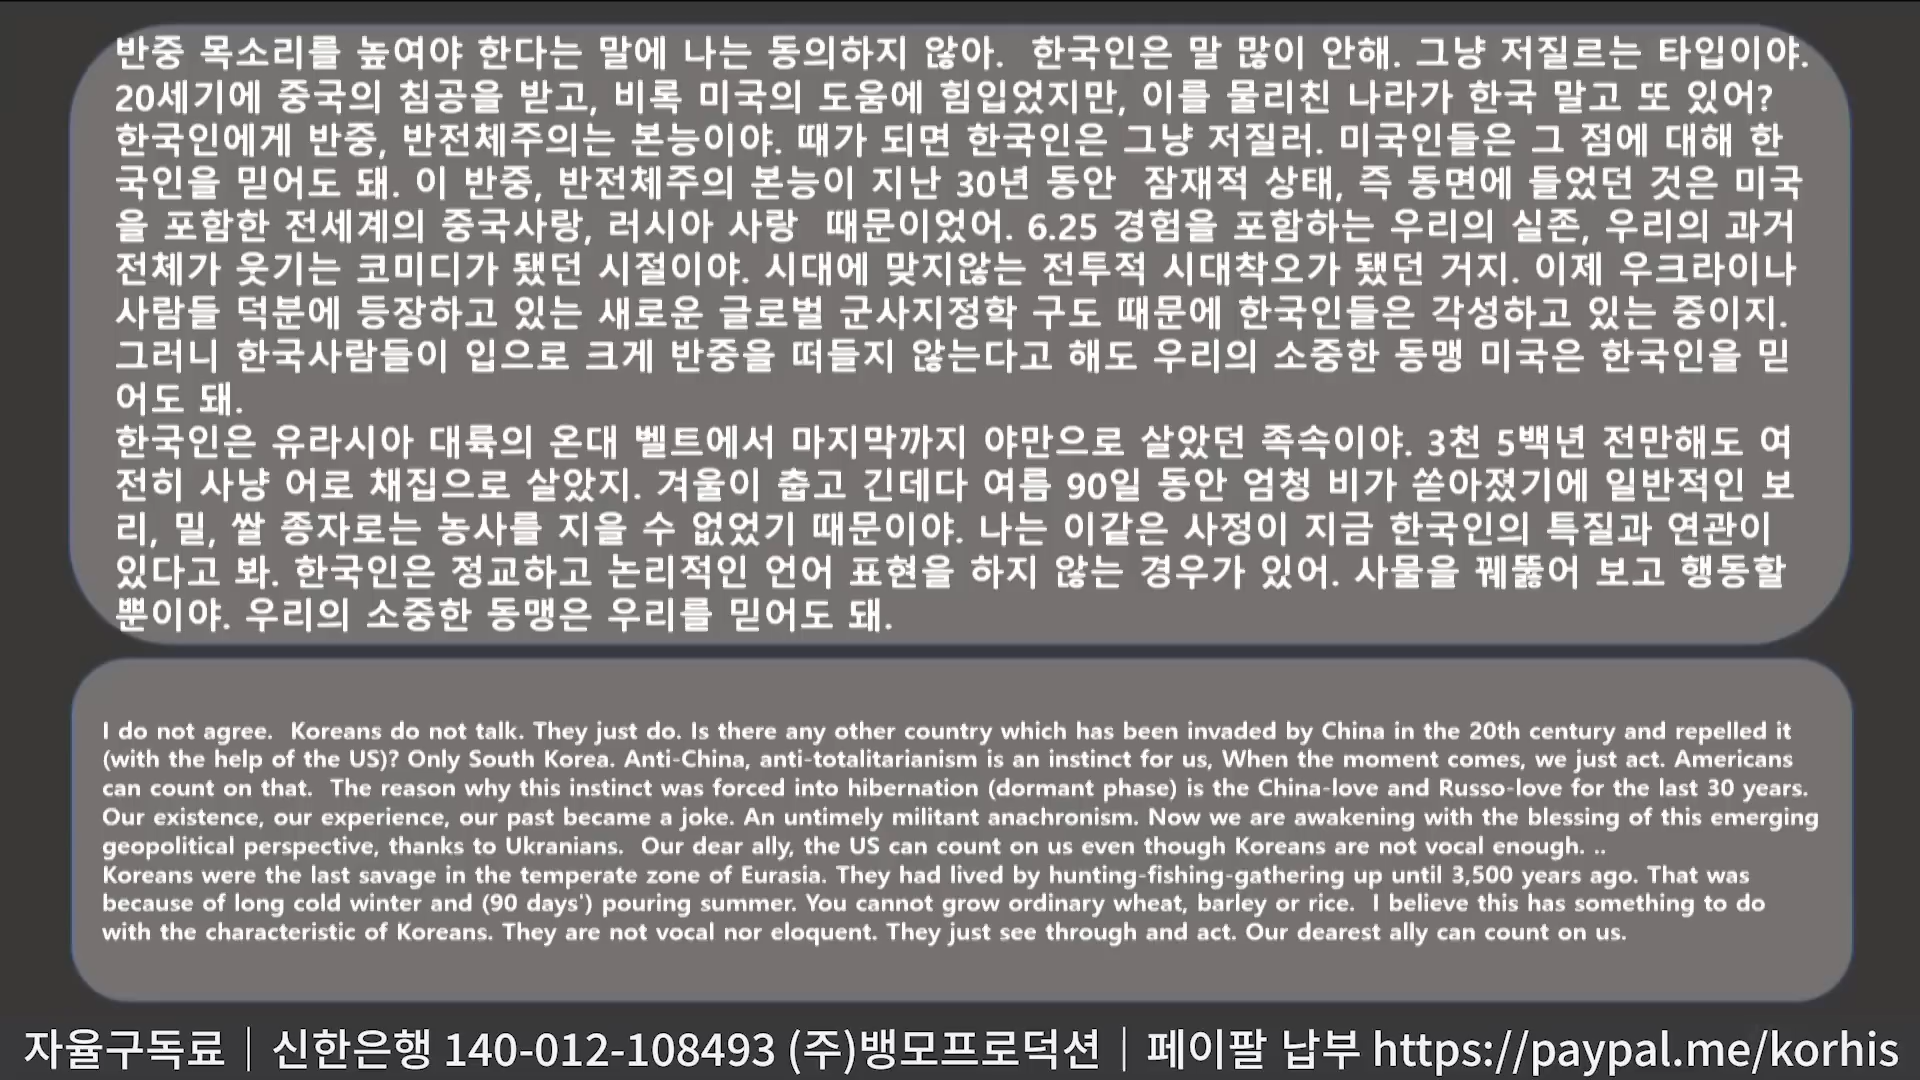 반중 목소리를 높여야 한다는 말에 나는 동의하지 않아.  한국인은 말 많이 안해. 그냥 저질르는 타입이야.
20세기에 중국의 침공을 받고, 비록 미국의 도움에 힘입었지만, 이를 물리친 나라가 한국 말고 또 있어?
한국인에게 반중, 반전체주의는 본능이야. 때가 되면 한국인은 그냥 저질러. 미국인들은 그 점에 대해 한
국인을 믿어도 돼. 이 반중, 반전체주의 본능이 지난 30년 동안  잠재적 상태, 즉 동면에 들었던 것은 미국
을 포함한 전세계의 중국사랑, 러시아 사랑  때문이었어. 6.25 경험을 포함하는 우리의 실존, 우리의 과거
전체가 웃기는 코미디가 됐던 시절이야. 시대에 맞지않는 전투적 시대착오가 됐던 거지. 이제 우크라이나
사람들 덕분에 등장하고 있는 새로운 글로벌 군사지정학 구도 때문에 한국인들은 각성하고 있는 중이지.
그러니 한국사람들이 입으로 크게 반중을 떠들지 않는다고 해도 우리의 소중한 동맹 미국은 한국인을 믿
어도 돼.
한국인은 유라시아 대륙의 온대 벨트에서 마지막까지 야만으로 살았던 족속이야. 3천 5백년 전만해도 여
전히 사냥 어로 채집으로 살았지. 겨울이 춥고 긴데다 여름 90일 동안 엄청 비가 쏟아졌기에 일반적인 보
리, 밀, 쌀 종자로는 농사를 지을 수 없었기 때문이야. 나는 이같은 사정이 지금 한국인의 특질과 연관이
있다고 봐. 한국인은 정교하고 논리적인 언어 표현을 하지 않는 경우가 있어. 사물을 꿰뚫어 보고 행동할
뿐이야. 우리의 소중한 동맹은 우리를 믿어도 돼.
I do not agree.  Koreans do not talk. They just do. Is there any other country which has been invaded by China in the 20th century and repelled it
(with the help of the US)? Only South Korea. Anti-China, anti-totalitarianism is an instinct for us, When the moment comes, we just act. Americans
can count on that.  The reason why this instinct was forced into hibernation (dormant phase) is the China-love and Russo-love for the last 30 years.
Our existence, our experience, our past became a joke. An untimely militant anachronism. Now we are awakening with the blessing of this emerging
geopolitical perspective, thanks to Ukranians.  Our dear ally, the US can count on us even though Koreans are not vocal enough. ..
Koreans were the last savage in the temperate zone of Eurasia. They had lived by hunting-fishing-gathering up until 3,500 years ago. That was
because of long cold winter and (90 days') pouring summer. You cannot grow ordinary wheat, barley or rice.  I believe this has something to do
with the characteristic of Koreans. They are not vocal nor eloquent. They just see through and act. Our dearest ally can count on us.
자율구독료｜신한은행 140-012-108493 (주)뱅모프로덕션｜페이팔 납부 https://paypal.me/korhis